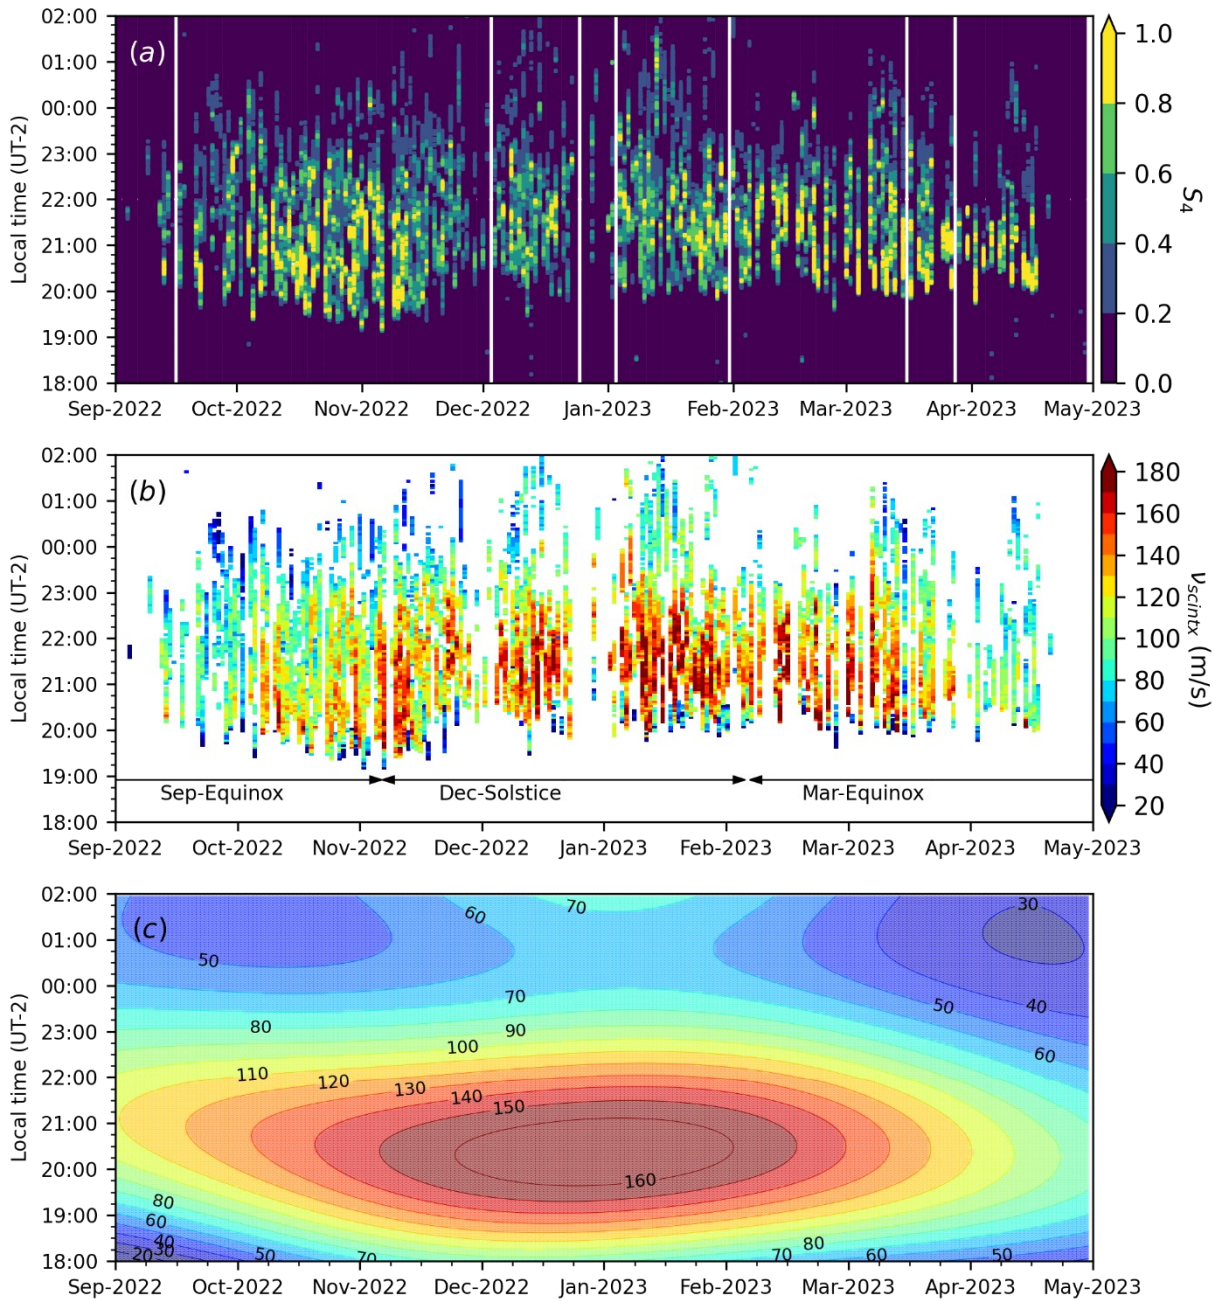 (a)
02:00
01:00
00:00
23:00
22:00
21:00
20:00
19:00
18:00
Local time (UT-2)
Sep-2022 Oct-2022 Nov-2022 Dec-2022 Jan-2023 Feb-2023 Mar-2023 Apr-2023 May-2023
1.0
0.8
0.6
0.4
0.2
0.0
S4
(b)
02:00
01:00
00:00
23:00
22:00
21:00
20:00
19:00
18:00
Local time (UT-2)
Sep-Equinox Dec-Solstice Mar-Equinox
Sep-2022 Oct-2022 Nov-2022 Dec-2022 Jan-2023 Feb-2023 Mar-2023 Apr-2023 May-2023
180
160
140
120
100
80
60
40
20
νscintx (m/s)
(c)
02:00
01:00
00:00
23:00
22:00
21:00
20:00
19:00
18:00
Local time (UT-2)
60 70 30
50
70 50 40
80 90 60
100
110 120 130 140 150
160
80
60
40
30
20 50 70 70 80 60 50
Sep-2022 Oct-2022 Nov-2022 Dec-2022 Jan-2023 Feb-2023 Mar-2023 Apr-2023 May-2023